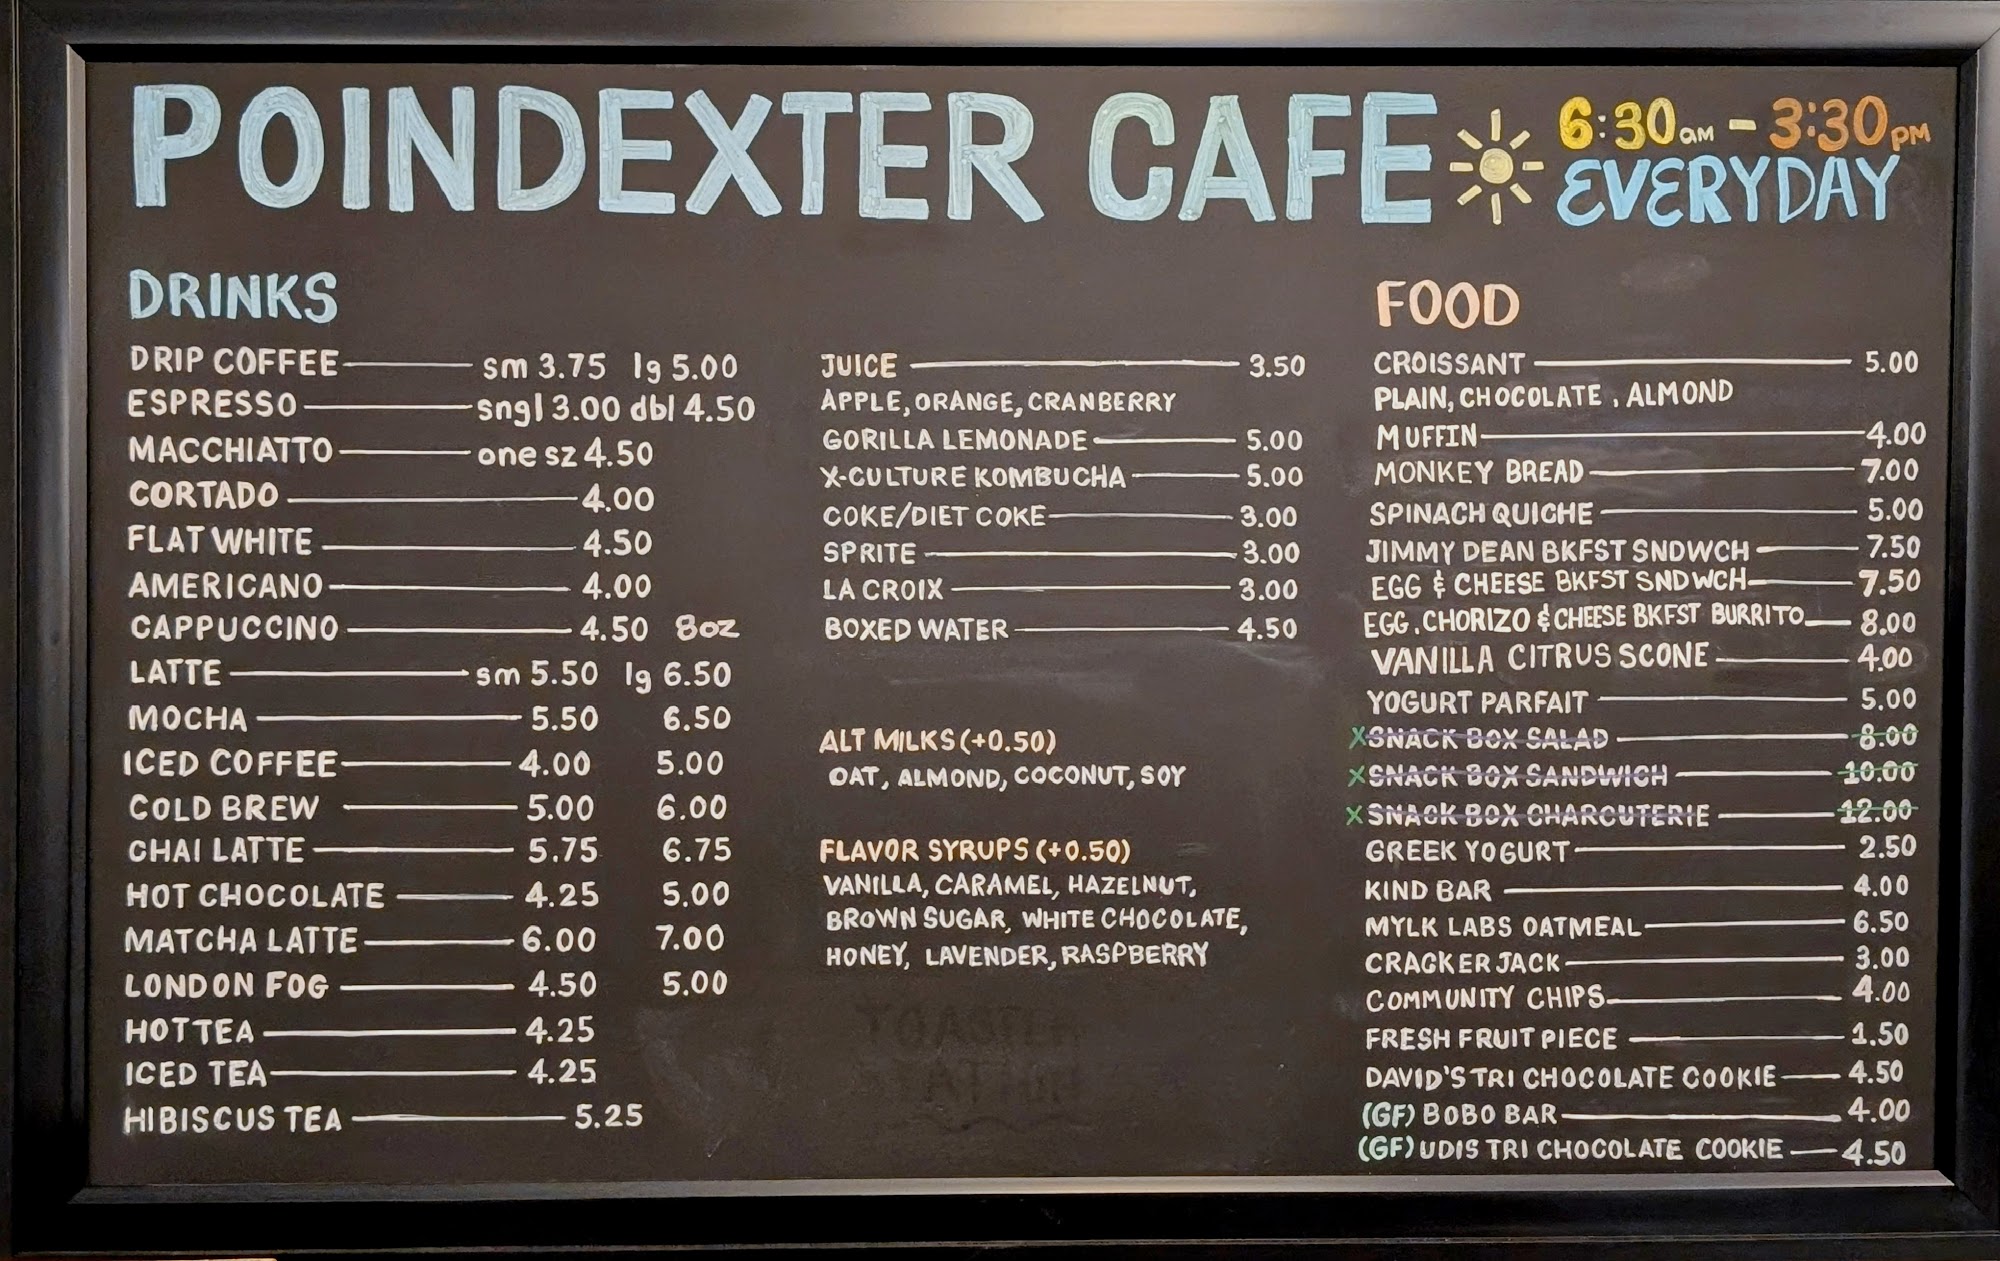 POINDEXTER CAFE
6:30am - 3:30pm
EVERYDAY
DRINKS
DRIP COFFEE sm 3.75 lg 5.00
ESPRESSO sngl 3.00 dbl 4.50
MACCHIATTO one sz 4.50
CORTADO 4.00
FLAT WHITE 4.50
AMERICANO 4.00
CAPPUCCINO 4.50 8oz
LATTE sm 5.50 lg 6.50
MOCHA 5.50 6.50
ICED COFFEE 4.00 5.00
COLD BREW 5.00 6.00
CHAI LATTE 5.75 6.75
HOT CHOCOLATE 4.25 5.00
MATCHA LATTE 6.00 7.00
LONDON FOG 4.50 5.00
HOT TEA 4.25
ICED TEA 4.25
HIBISCUS TEA 5.25
JUICE 3.50
APPLE, ORANGE, CRANBERRY
GORILLA LEMONADE 5.00
X-CULTURE KOMBUCHA 5.00
COKE/DIET COKE 3.00
SPRITE 3.00
LA CROIX 3.00
BOXED WATER 4.50
ALT MILKS (+0.50)
OAT, ALMOND, COCONUT, SOY
FLAVOR SYRUPS (+0.50)
VANILLA, CARAMEL, HAZELNUT,
BROWN SUGAR, WHITE CHOCOLATE,
HONEY, LAVENDER, RASPBERRY
FOOD
CROISSANT 5.00
PLAIN, CHOCOLATE, ALMOND
MUFFIN 4.00
MONKEY BREAD 7.00
SPINACH QUICHE 5.00
JIMMY DEAN BKFST SNDWCH 7.50
EGG & CHEESE BKFST SNDWCH 7.50
EGG, CHORIZO & CHEESE BKFST BURRITO 8.00
VANILLA CITRUS SCONE 4.00
YOGURT PARFAIT 5.00
X SNACK BOX SALAD 8.00
X SNACK BOX SANDWICH 10.00
X SNACK BOX CHARCUTERIE 12.00
GREEK YOGURT 2.50
KIND BAR 4.00
MYLK LABS OATMEAL 6.50
CRACKER JACK 3.00
COMMUNITY CHIPS 4.00
FRESH FRUIT PIECE 1.50
DAVID'S TRI CHOCOLATE COOKIE 4.50
(GF) BOBO BAR 4.00
(GF) UDIS TRI CHOCOLATE COOKIE 4.50